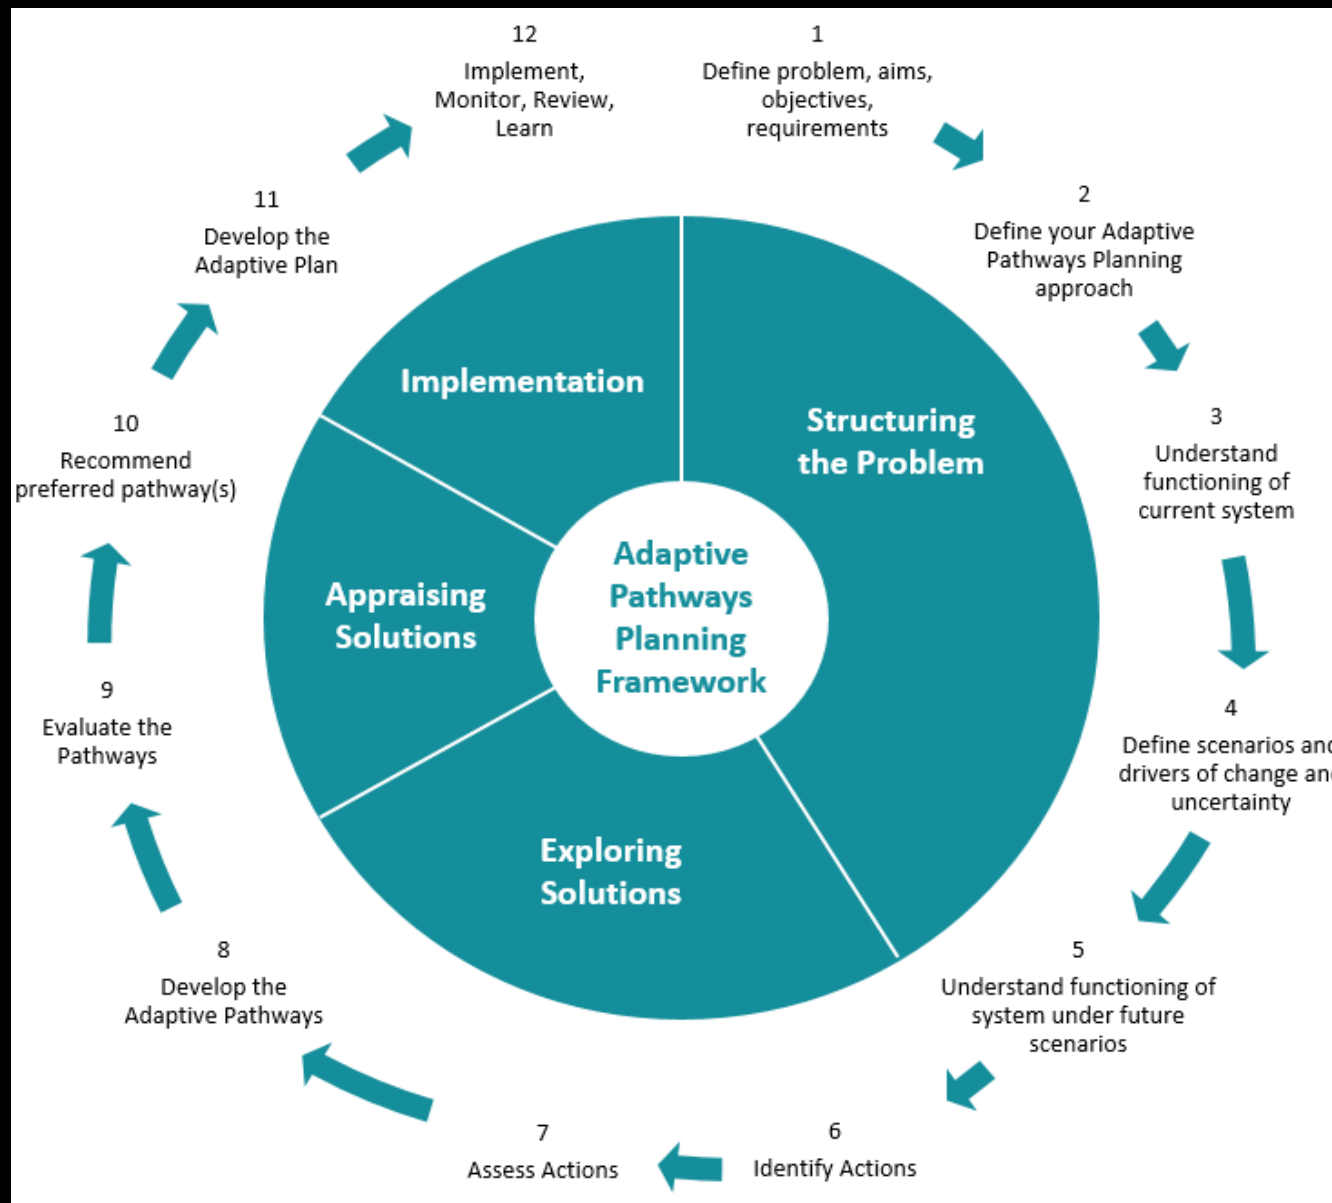 1
Define problem, aims,
objectives,
requirements
2
Define your Adaptive
Pathways Planning
approach
3
Understand
functioning of
current system
4
Define scenarios and
drivers of change and
uncertainty
5
Understand functioning of
system under future
scenarios
6
Identify Actions
7
Assess Actions
8
Develop the
Adaptive Pathways
9
Evaluate the
Pathways
10
Recommend
preferred pathway(s)
11
Develop the
Adaptive Plan
12
Implement,
Monitor, Review,
Learn
Structuring
the Problem
Exploring
Solutions
Appraising
Solutions
Implementation
Adaptive
Pathways
Planning
Framework